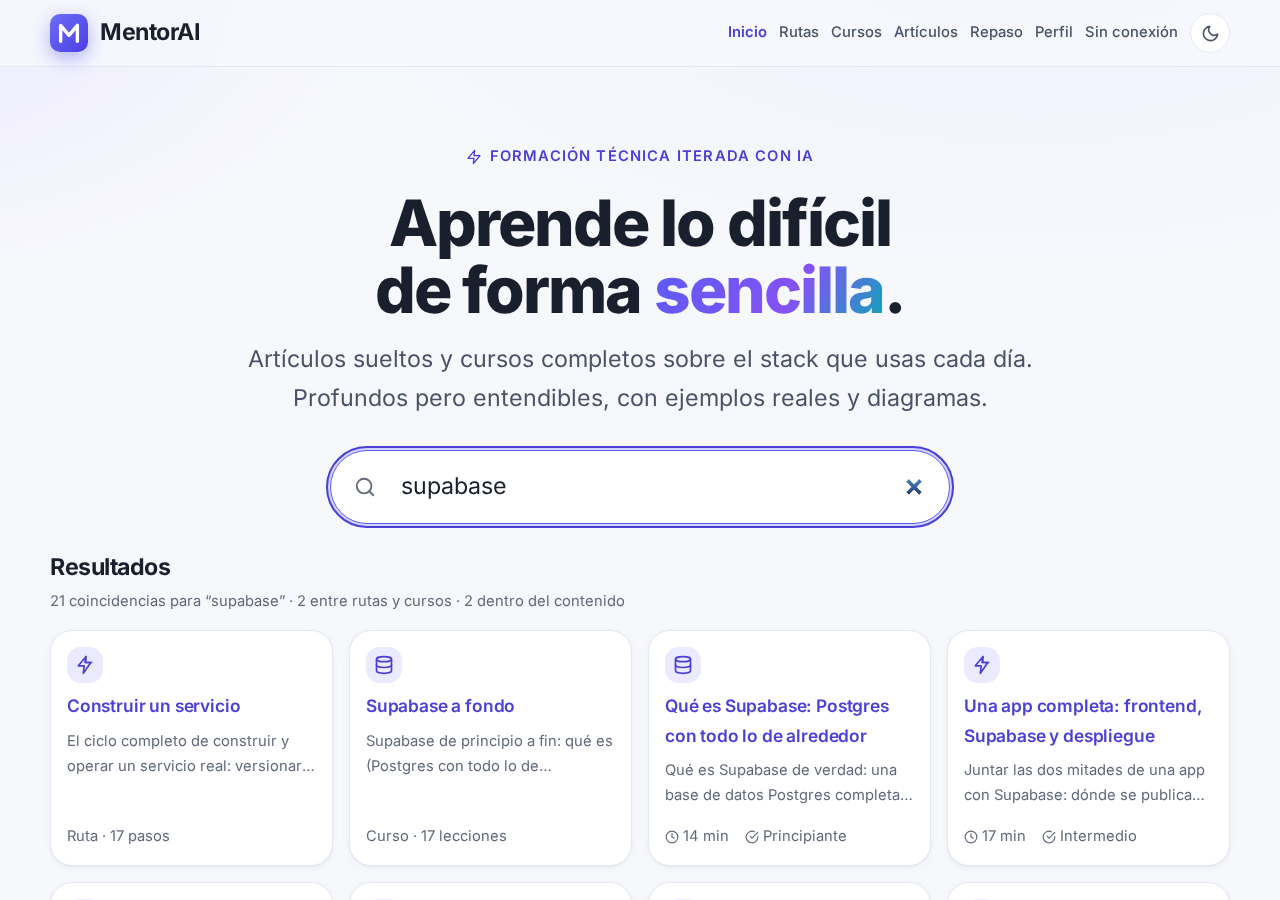 MentorAI
Inicio Rutas Cursos Artículos Repaso Perfil Sin conexión
FORMACIÓN TÉCNICA ITERADA CON IA
Aprende lo difícil
de forma sencilla.
Artículos sueltos y cursos completos sobre el stack que usas cada día.
Profundos pero entendibles, con ejemplos reales y diagramas.
supabase
Resultados
21 coincidencias para “supabase” · 2 entre rutas y cursos · 2 dentro del contenido
Construir un servicio
El ciclo completo de construir y
operar un servicio real: versionar...
Ruta · 17 pasos
Supabase a fondo
Supabase de principio a fin: qué es
(Postgres con todo lo de...
Curso · 17 lecciones
Qué es Supabase: Postgres
con todo lo de alrededor
Qué es Supabase de verdad: una
base de datos Postgres completa...
14 min Principiante
Una app completa: frontend,
Supabase y despliegue
Juntar las dos mitades de una app
con Supabase: dónde se publica...
17 min Intermedio